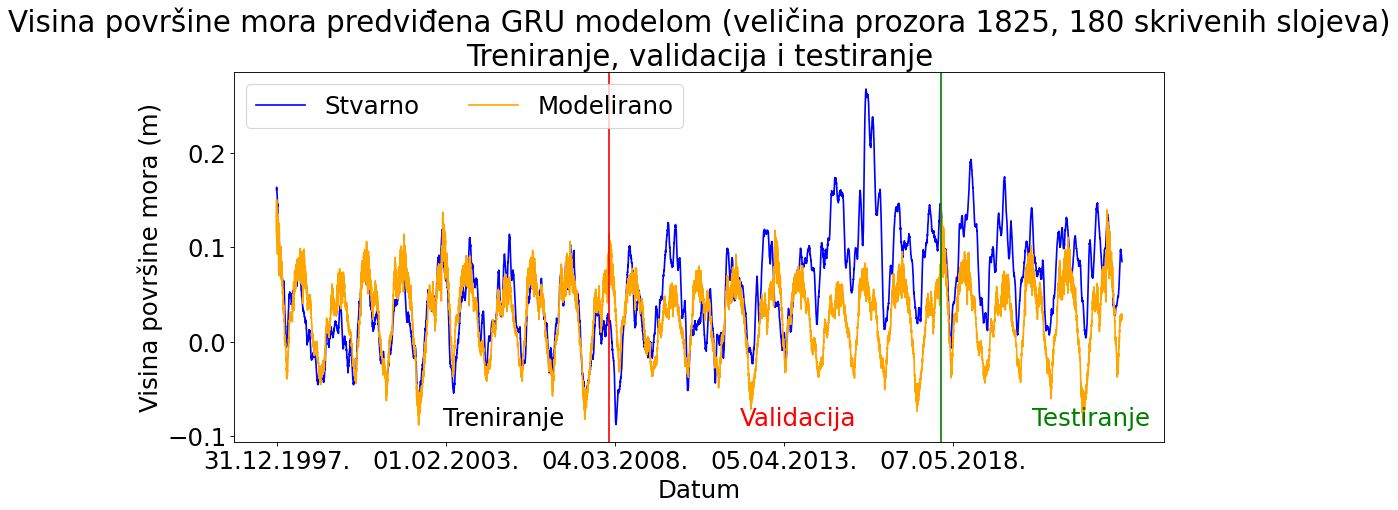 Visina površine mora predviđena GRU modelom (veličina prozora 1825, 180 skrivenih slojeva)
Treniranje, validacija i testiranje
Stvarno
Modelirano
Visina površine mora (m)
0.2
0.1
0.0
−0.1
Treniranje
Validacija
Testiranje
31.12.1997.
01.02.2003.
04.03.2008.
05.04.2013.
07.05.2018.
Datum